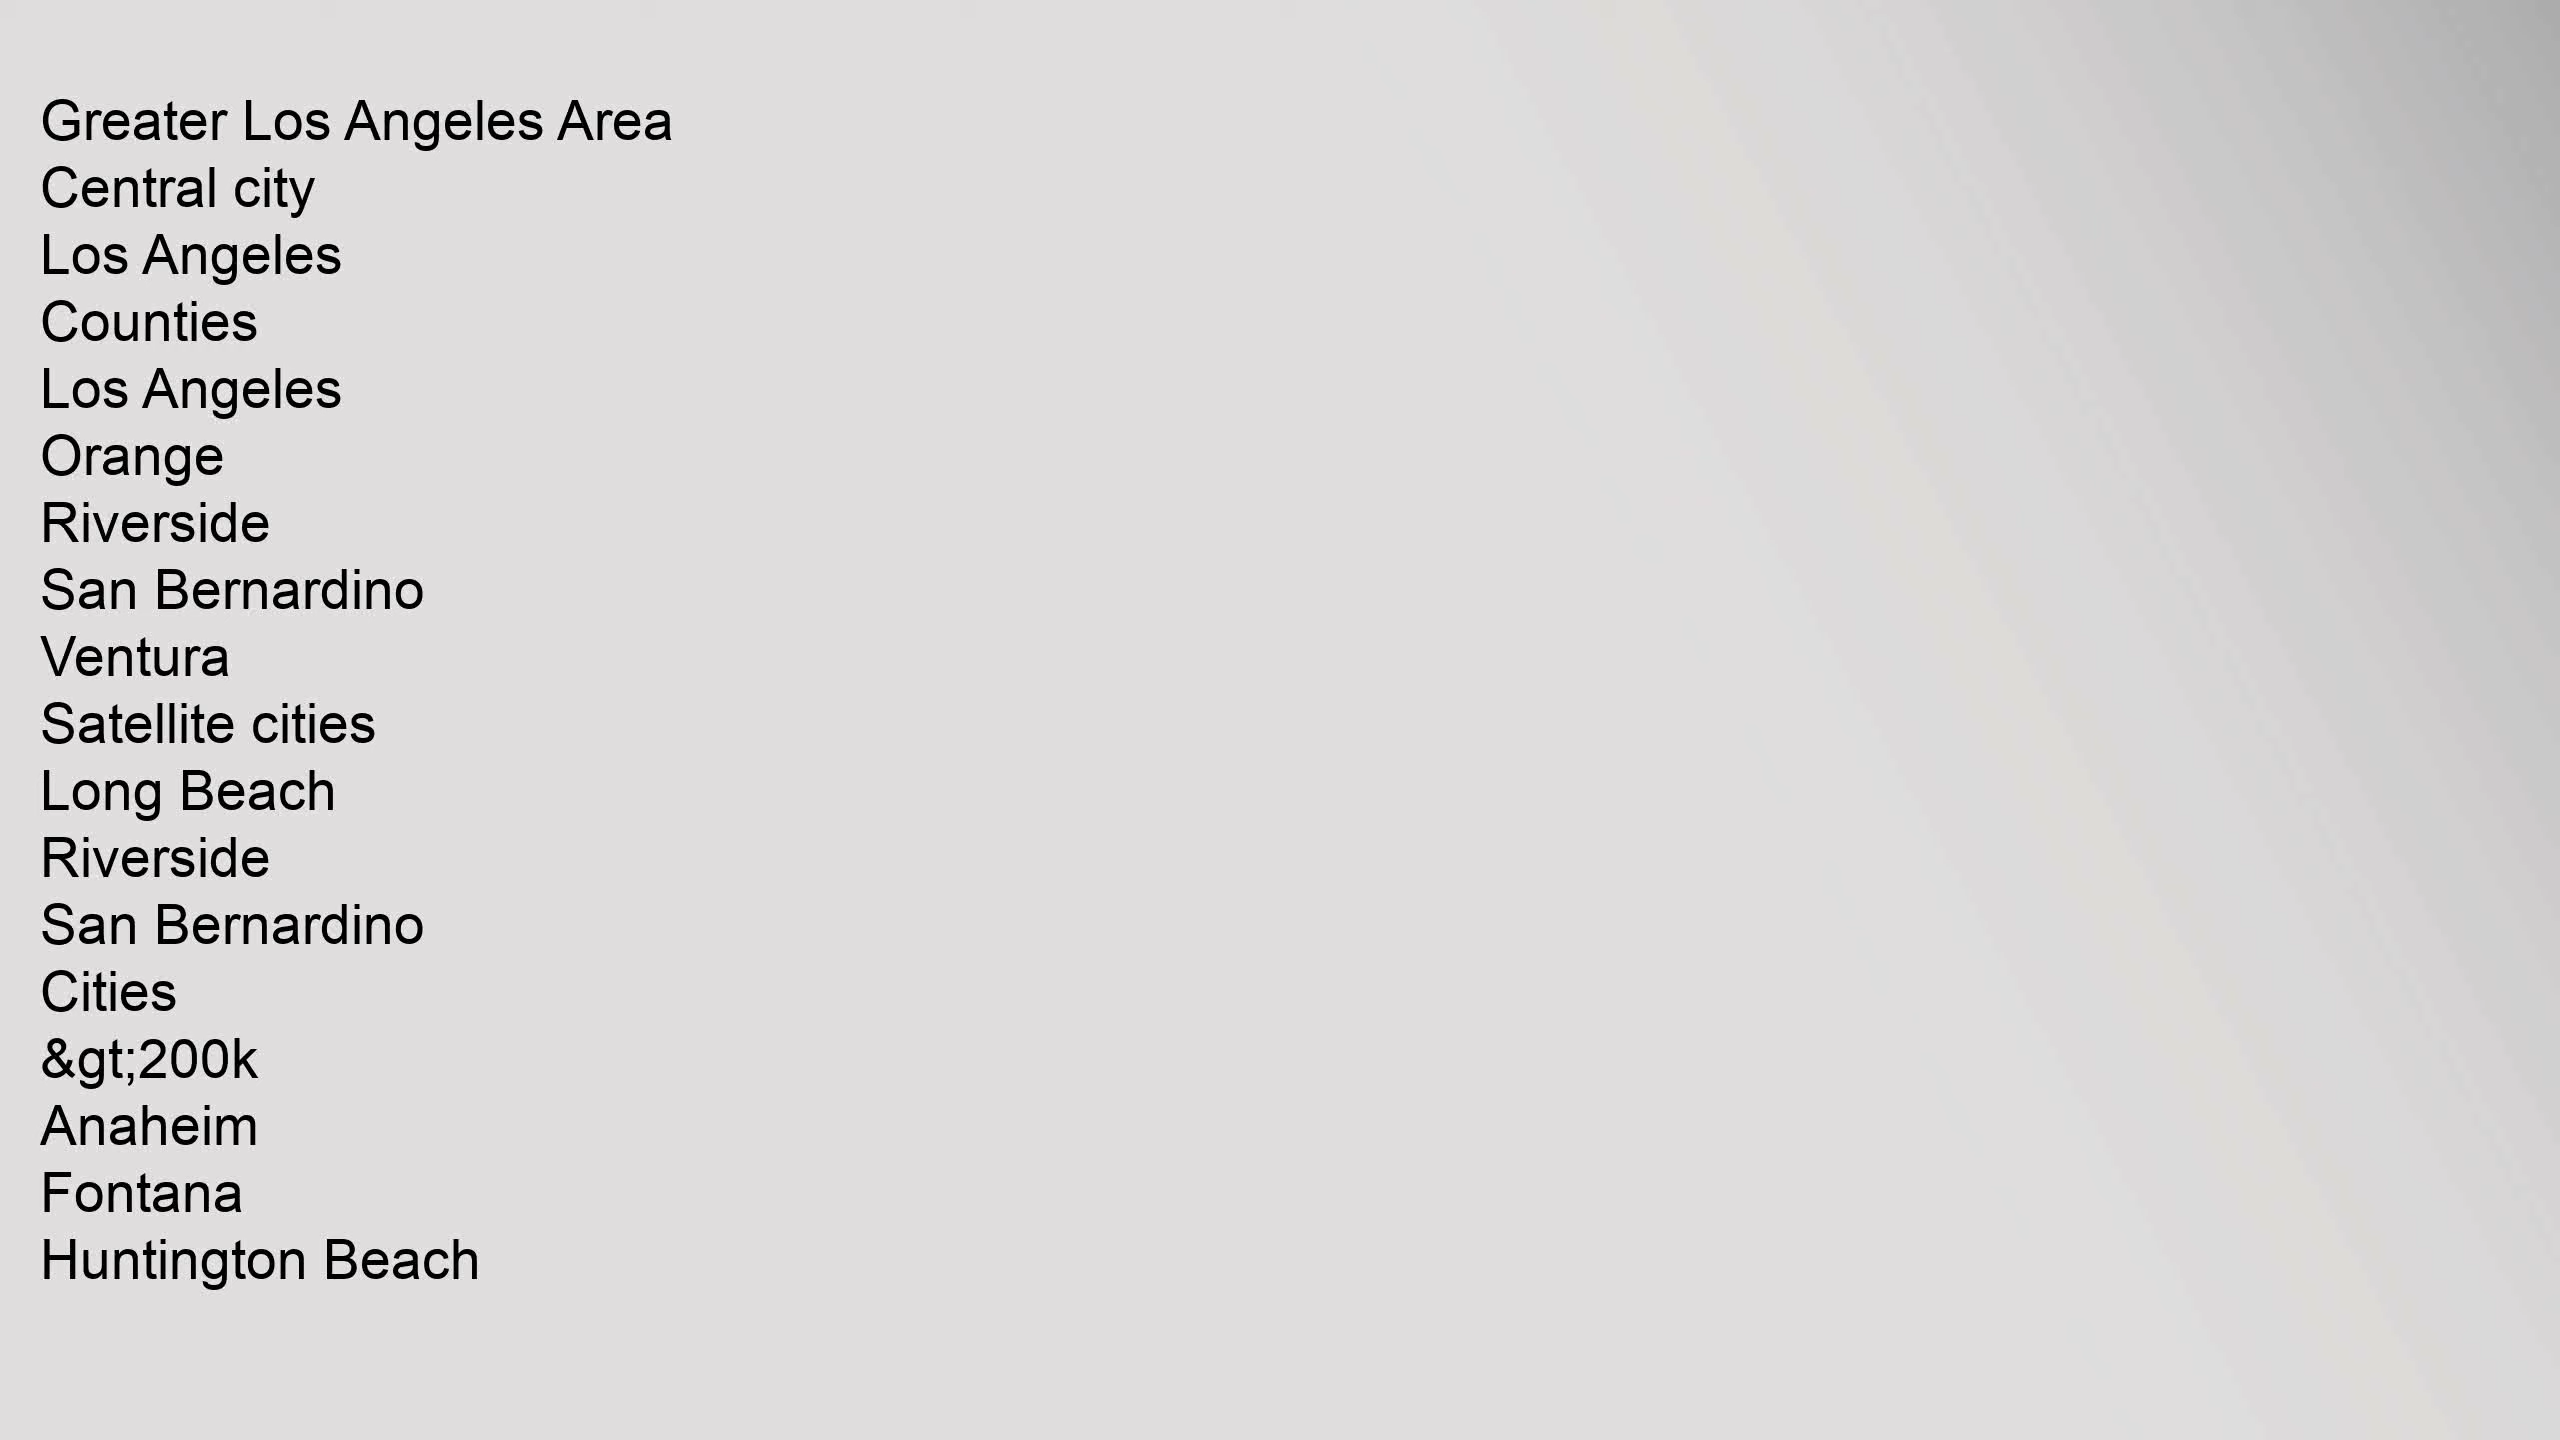 Greater Los Angeles Area
Central city
Los Angeles
Counties
Los Angeles
Orange
Riverside
San Bernardino
Ventura
Satellite cities
Long Beach
Riverside
San Bernardino
Cities
&gt;200k
Anaheim
Fontana
Huntington Beach